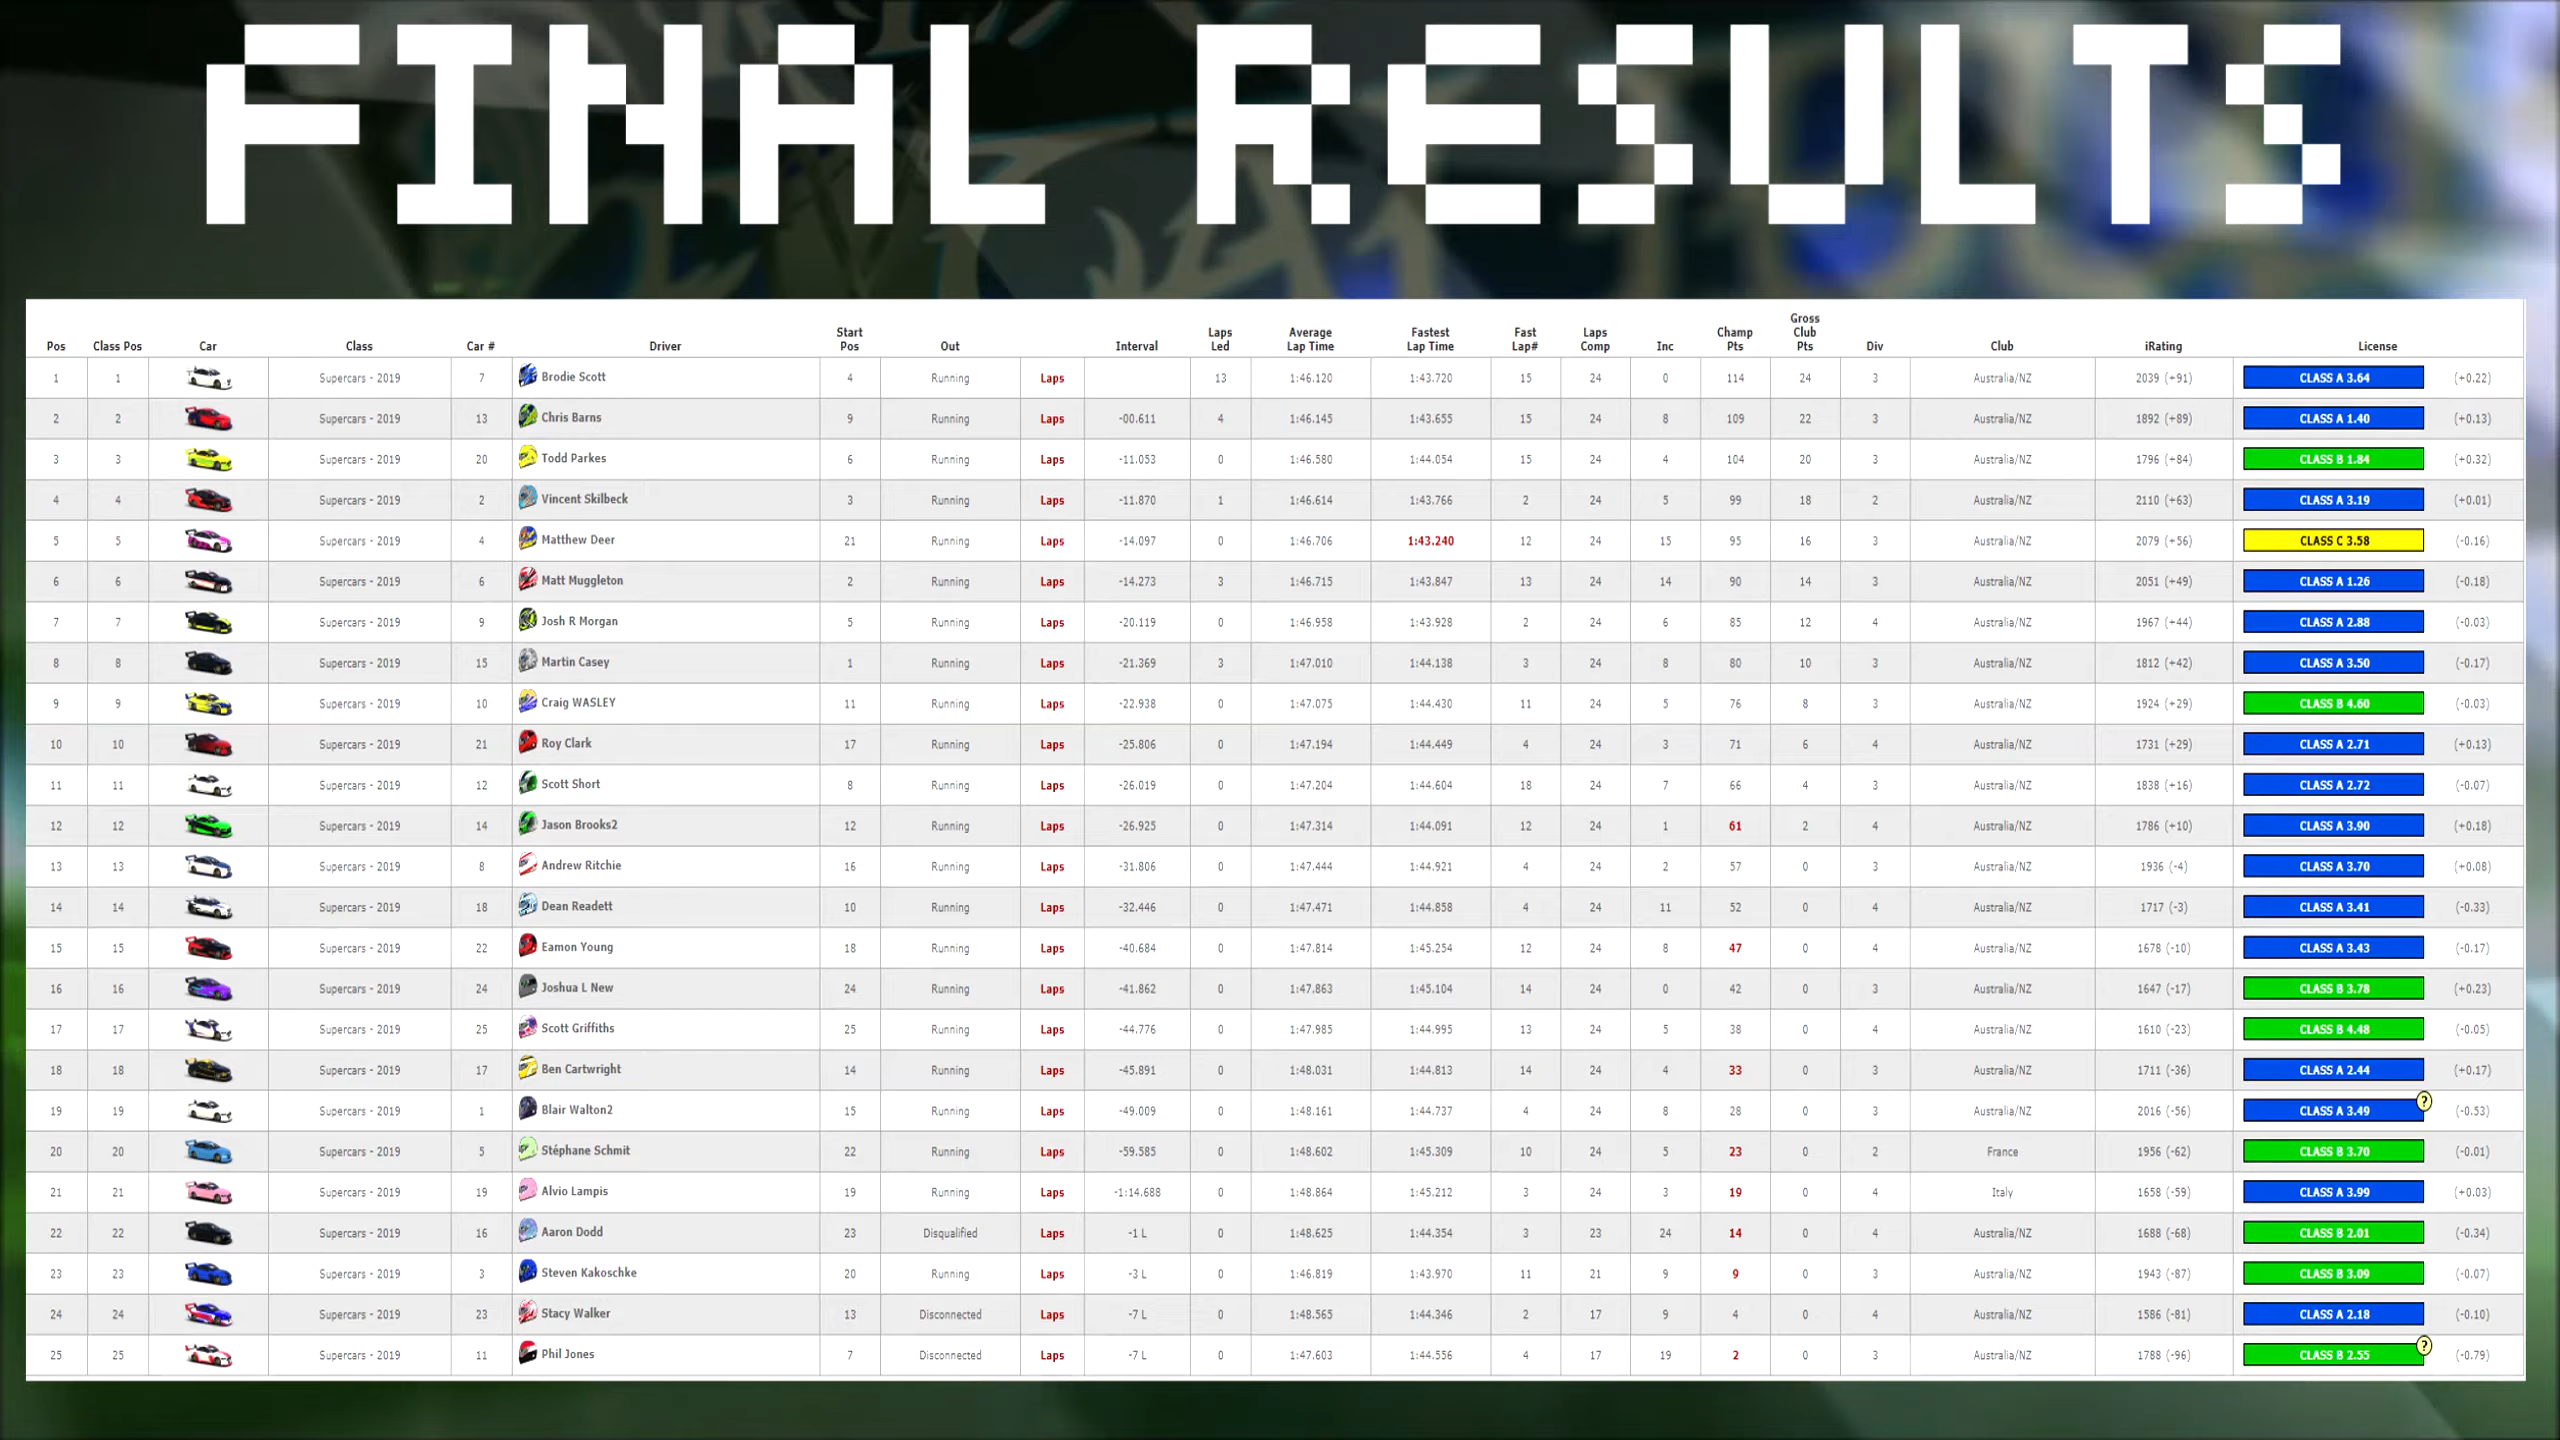 FINAL RESULTS
Pos Class Pos Car Class Car # Driver Start Pos Out Interval Laps Led Average Lap Time Fastest Lap Time Fast Lap# Laps Comp Inc Champ Pts Gross Club Pts Div Club iRating License
1 1 Supercars - 2019 7 Brodie Scott 4 Running Laps 13 1:46.120 1:43.720 15 24 0 114 24 3 Australia/NZ 2039 (+91) CLASS A 3.64 (+0.22)
2 2 Supercars - 2019 13 Chris Barns 9 Running Laps -00.611 4 1:46.145 1:43.655 15 24 8 109 22 3 Australia/NZ 1892 (+89) CLASS A 1.40 (+0.13)
3 3 Supercars - 2019 20 Todd Parkes 6 Running Laps -11.053 0 1:46.580 1:44.054 15 24 4 104 20 3 Australia/NZ 1796 (+84) CLASS B 1.84 (+0.32)
4 4 Supercars - 2019 2 Vincent Skilbeck 3 Running Laps -11.870 1 1:46.614 1:43.766 2 24 5 99 18 2 Australia/NZ 2110 (+63) CLASS A 3.19 (+0.01)
5 5 Supercars - 2019 4 Matthew Deer 21 Running Laps -14.097 0 1:46.706 1:43.240 12 24 15 95 16 3 Australia/NZ 2079 (+56) CLASS C 3.58 (-0.16)
6 6 Supercars - 2019 6 Matt Muggleton 2 Running Laps -14.273 3 1:46.715 1:43.847 13 24 14 90 14 3 Australia/NZ 2051 (+49) CLASS A 1.26 (-0.18)
7 7 Supercars - 2019 9 Josh R Morgan 5 Running Laps -20.119 0 1:46.958 1:43.928 2 24 6 85 12 4 Australia/NZ 1967 (+44) CLASS A 2.88 (-0.03)
8 8 Supercars - 2019 15 Martin Casey 1 Running Laps -21.369 3 1:47.010 1:44.138 3 24 8 80 10 3 Australia/NZ 1812 (+42) CLASS A 3.50 (-0.17)
9 9 Supercars - 2019 10 Craig WASLEY 11 Running Laps -22.938 0 1:47.075 1:44.430 11 24 5 76 8 3 Australia/NZ 1924 (+29) CLASS B 4.60 (-0.03)
10 10 Supercars - 2019 21 Roy Clark 17 Running Laps -25.806 0 1:47.194 1:44.449 4 24 3 71 6 4 Australia/NZ 1731 (+29) CLASS A 2.71 (+0.13)
11 11 Supercars - 2019 12 Scott Short 8 Running Laps -26.019 0 1:47.204 1:44.604 18 24 7 66 4 3 Australia/NZ 1838 (+16) CLASS A 2.72 (-0.07)
12 12 Supercars - 2019 14 Jason Brooks2 12 Running Laps -26.925 0 1:47.314 1:44.091 12 24 1 61 2 4 Australia/NZ 1786 (+10) CLASS A 3.90 (+0.18)
13 13 Supercars - 2019 8 Andrew Ritchie 16 Running Laps -31.806 0 1:47.444 1:44.921 4 24 2 57 0 3 Australia/NZ 1936 (-4) CLASS A 3.70 (+0.08)
14 14 Supercars - 2019 18 Dean Readett 10 Running Laps -32.446 0 1:47.471 1:44.858 4 24 11 52 0 4 Australia/NZ 1717 (-3) CLASS A 3.41 (-0.33)
15 15 Supercars - 2019 22 Eamon Young 18 Running Laps -40.684 0 1:47.814 1:45.254 12 24 8 47 0 4 Australia/NZ 1678 (-10) CLASS A 3.43 (-0.17)
16 16 Supercars - 2019 24 Joshua L New 24 Running Laps -41.862 0 1:47.863 1:45.104 14 24 0 42 0 3 Australia/NZ 1647 (-17) CLASS B 3.78 (+0.23)
17 17 Supercars - 2019 25 Scott Griffiths 25 Running Laps -44.776 0 1:47.985 1:44.995 13 24 5 38 0 4 Australia/NZ 1610 (-23) CLASS B 4.48 (-0.05)
18 18 Supercars - 2019 17 Ben Cartwright 14 Running Laps -45.891 0 1:48.031 1:44.813 14 24 4 33 0 3 Australia/NZ 1711 (-36) CLASS A 2.44 (+0.17)
19 19 Supercars - 2019 1 Blair Walton2 15 Running Laps -49.009 0 1:48.161 1:44.737 4 24 8 28 0 3 Australia/NZ 2016 (-56) CLASS A 3.49 ? (-0.53)
20 20 Supercars - 2019 5 Stéphane Schmit 22 Running Laps -59.585 0 1:48.602 1:45.309 10 24 5 23 0 2 France 1956 (-62) CLASS B 3.70 (-0.01)
21 21 Supercars - 2019 19 Alvio Lampis 19 Running Laps -1:14.688 0 1:48.864 1:45.212 3 24 3 19 0 4 Italy 1658 (-59) CLASS A 3.99 (+0.03)
22 22 Supercars - 2019 16 Aaron Dodd 23 Disqualified Laps -1 L 0 1:48.625 1:44.354 3 23 24 14 0 4 Australia/NZ 1688 (-68) CLASS B 2.01 (-0.34)
23 23 Supercars - 2019 3 Steven Kakoschke 20 Running Laps -3 L 0 1:46.819 1:43.970 11 21 9 9 0 3 Australia/NZ 1943 (-87) CLASS B 3.09 (-0.07)
24 24 Supercars - 2019 23 Stacy Walker 13 Disconnected Laps -7 L 0 1:48.565 1:44.346 2 17 9 4 0 4 Australia/NZ 1586 (-81) CLASS A 2.18 (-0.10)
25 25 Supercars - 2019 11 Phil Jones 7 Disconnected Laps -7 L 0 1:47.603 1:44.556 4 17 19 2 0 3 Australia/NZ 1788 (-96) CLASS B 2.55 ? (-0.79)